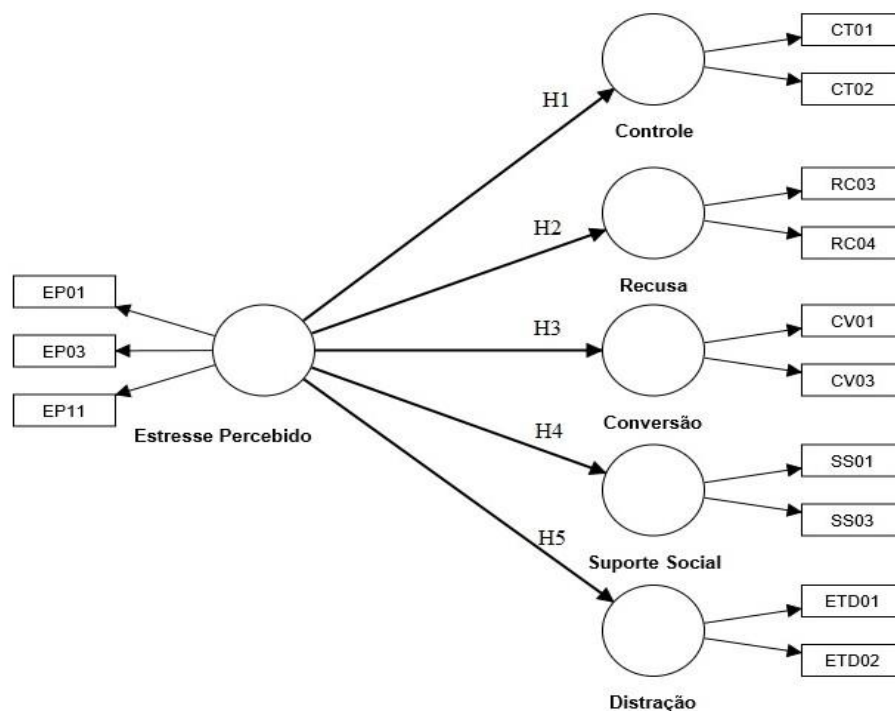 CT01
CT02
H1
Controle
RC03
H2
RC04
Recusa
EP01
CV01
H3
EP03
CV03
EP11
Estresse Percebido
Conversão
H4
SS01
SS03
H5
Suporte Social
ETD01
ETD02
Distração